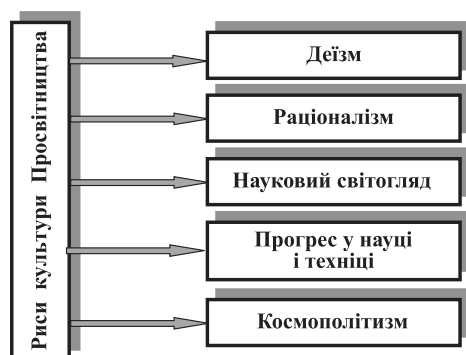 Риси культури Просвітництва
Деїзм
Раціоналізм
Науковий світогляд
Прогрес у науці
і техніці
Космополітизм